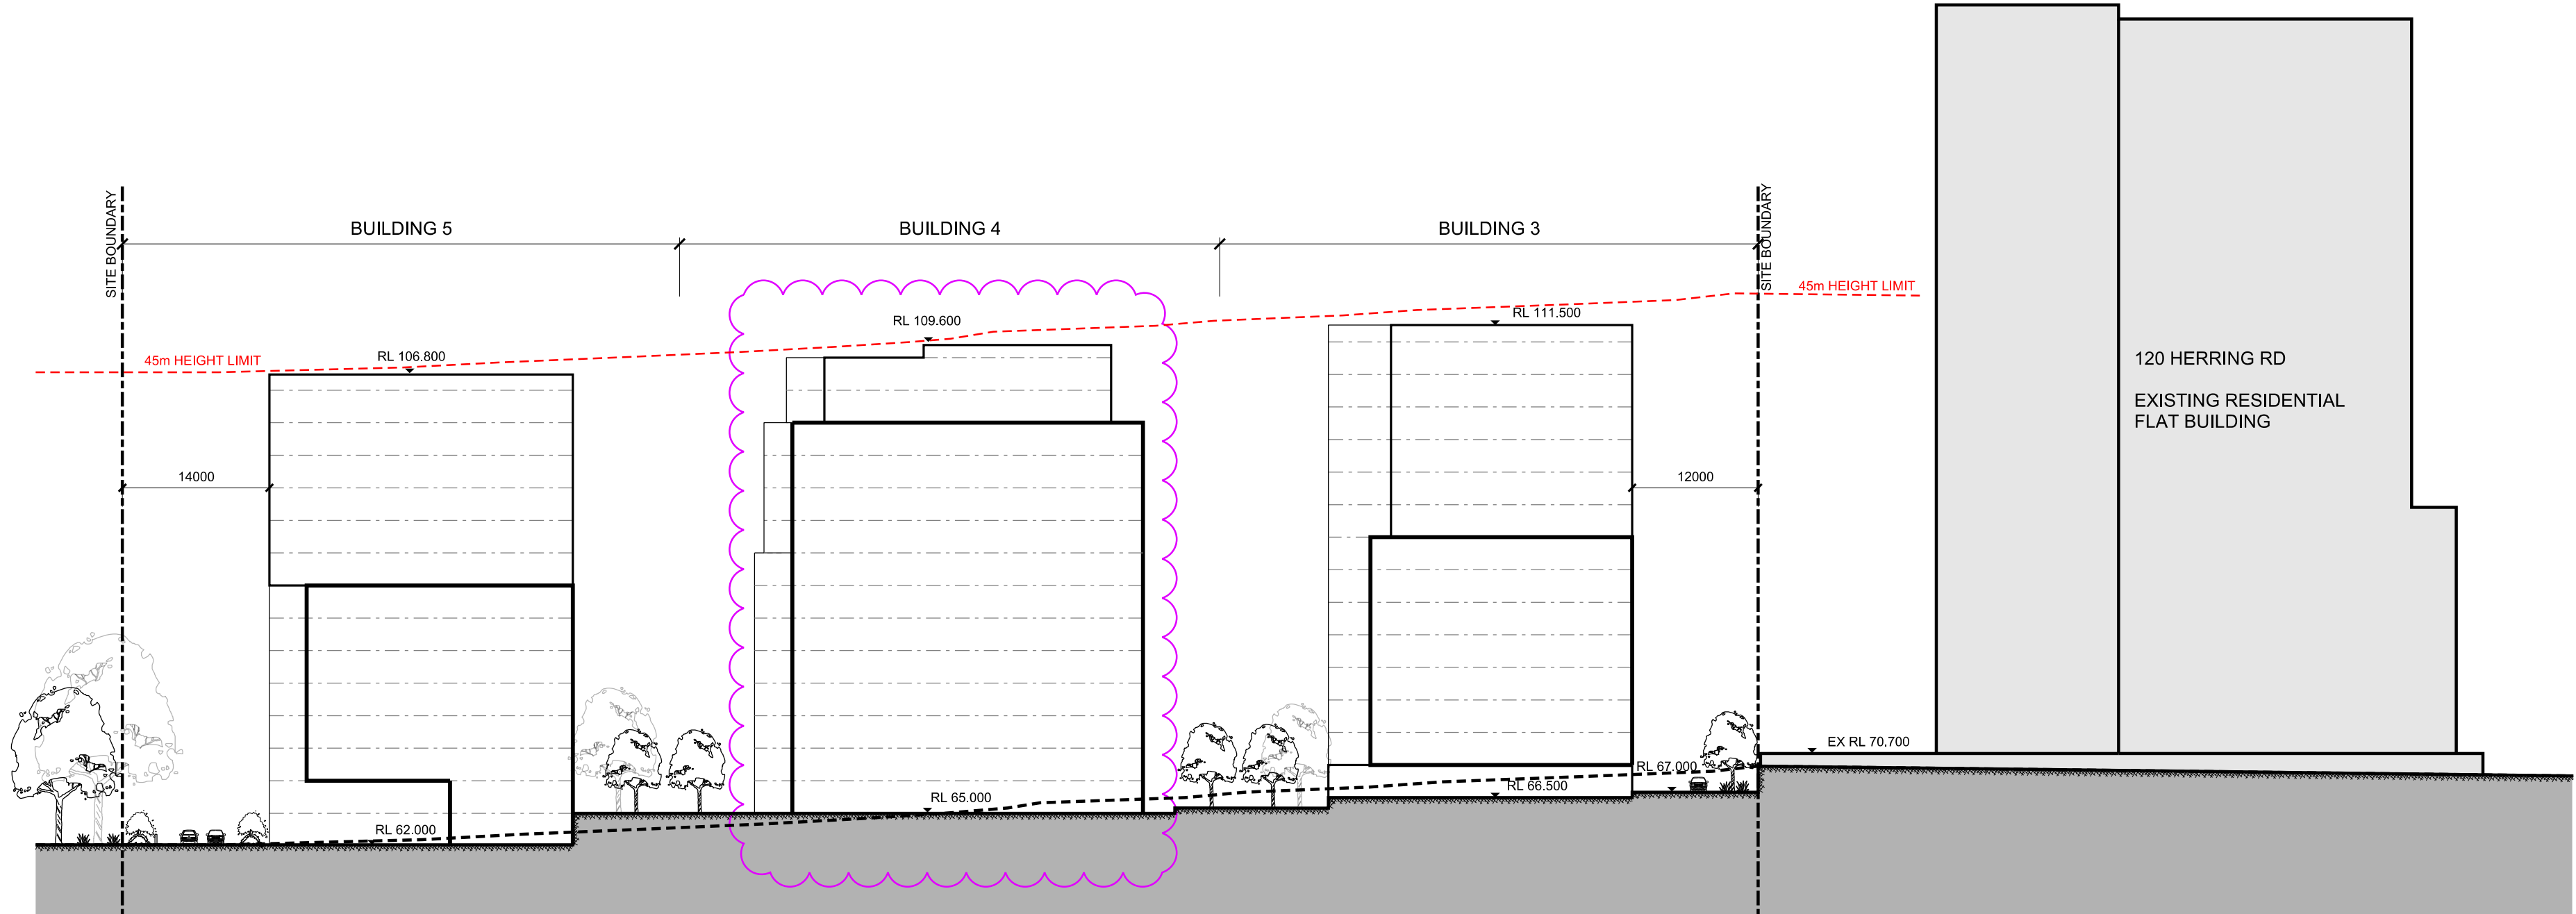 SITE BOUNDARY
BUILDING 5
BUILDING 4
BUILDING 3
SITE BOUNDARY
45m HEIGHT LIMIT
RL 109.600
RL 111.500
45m HEIGHT LIMIT
RL 106.800
120 HERRING RD
EXISTING RESIDENTIAL
FLAT BUILDING
14000
12000
EX RL 70.700
RL 67.000
RL 66.500
RL 65.000
RL 62.000